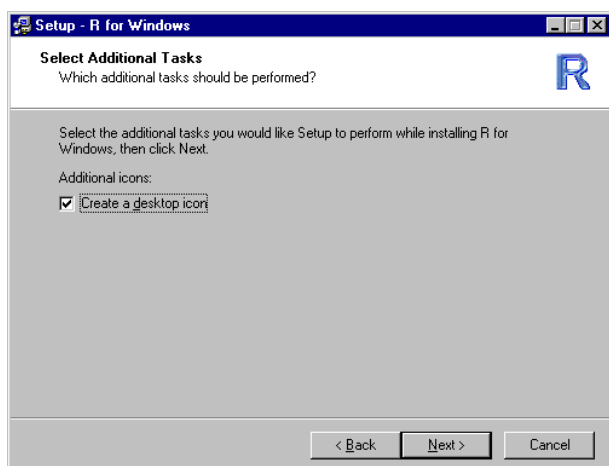 Setup - R for Windows
Select Additional Tasks
Which additional tasks should be performed?
R
Select the additional tasks you would like Setup to perform while installing R for
Windows, then click Next.
Additional icons:
Create a desktop icon
< Back
Next >
Cancel